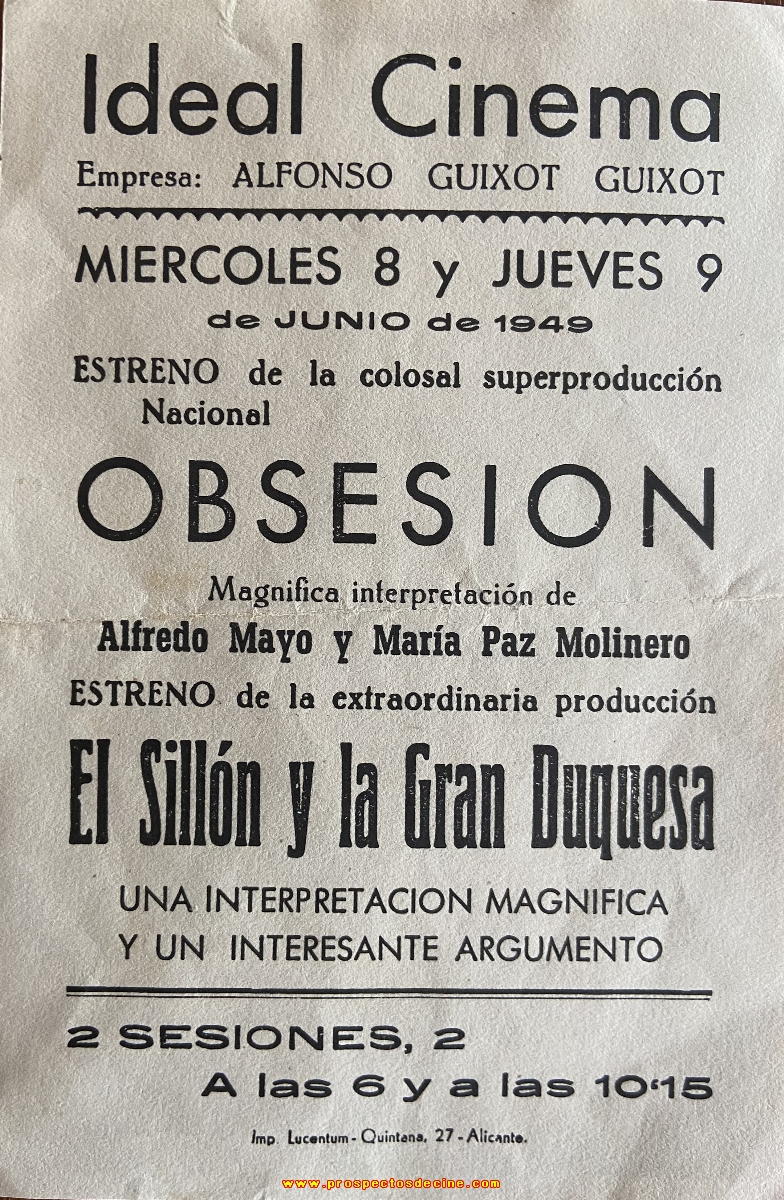 Ideal Cinema
Empresa: ALFONSO GUIXOT GUIXOT
MIERCOLES 8 y JUEVES 9
de JUNIO de 1949
ESTRENO de la colosal superproducción
Nacional
OBSESION
Magnifica interpretación de
Alfredo Mayo y María Paz Molinero
ESTRENO de la extraordinaria producción
El Sillón y la Gran Duquesa
UNA INTERPRETACION MAGNIFICA
Y UN INTERESANTE ARGUMENTO
2 SESIONES, 2
A las 6 y a las 10‘15
Imp. Lucentum - Quintana, 27 - Alicante.
www.prospectosdecine.com